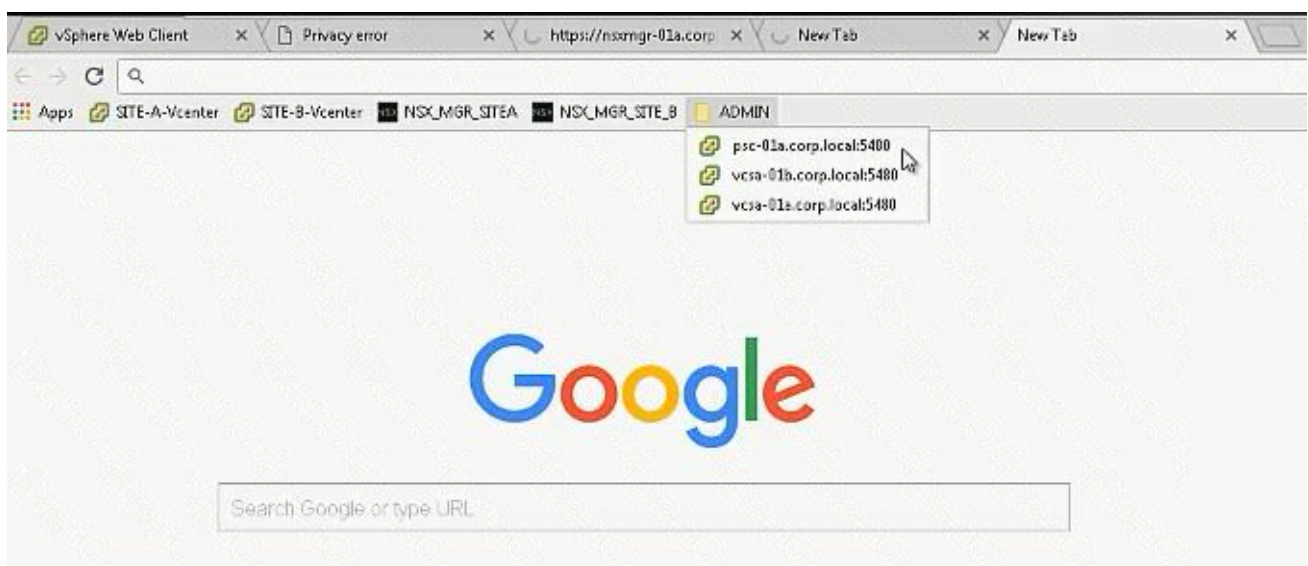 vSphere Web Client Privacy error https://nsxmgr-01a.corp New Tab New Tab
Apps SITE-A-Vcenter SITE-B-Vcenter NSX_MGR_SITEA NSX_MGR_SITE_B ADMIN
psc-01a.corp.local:5480
vcsa-01b.corp.local:5480
vcsa-01a.corp.local:5480
Google
Search Google or type URL